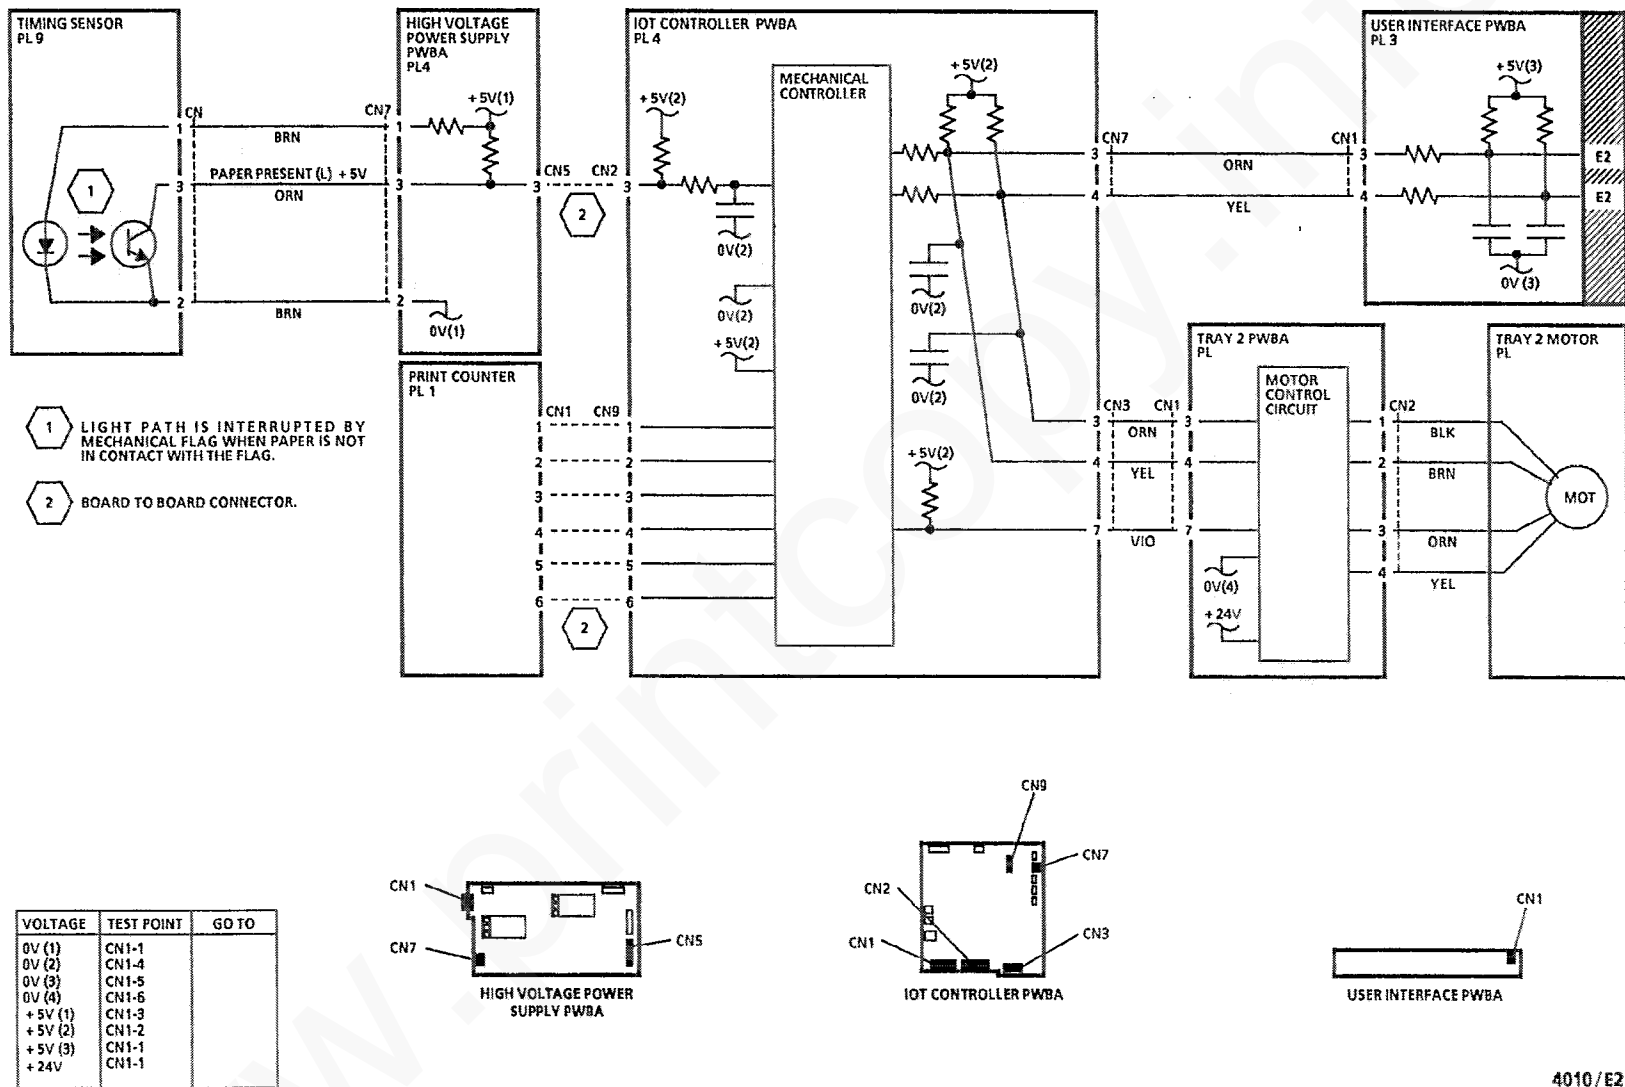 TIMING SENSOR
PL 9
CN
1
3
2
1
BRN
PAPER PRESENT (L) + 5V
ORN
BRN
HIGH VOLTAGE
POWER SUPPLY
PWBA
PL4
CN7
1
3
2
+ 5V(1)
0V(1)
3
CN5 CN2
2
IOT CONTROLLER PWBA
PL 4
3
+ 5V(2)
0V(2)
0V(2)
+ 5V(2)
MECHANICAL
CONTROLLER
+ 5V(2)
0V(2)
0V(2)
+ 5V(2)
CN7
3
4
ORN
YEL
CN1
3
4
USER INTERFACE PWBA
PL 3
+ 5V(3)
0V (3)
E2
E2
PRINT COUNTER
PL 1
CN1 CN9
1 1
2 2
3 3
4 4
5 5
6 6
2
CN3 CN1
3 ORN 3
4 YEL 4
7 VIO 7
TRAY 2 PWBA
PL
MOTOR
CONTROL
CIRCUIT
0V(4)
+ 24V
CN2
1 BLK
2 BRN
3 ORN
4 YEL
TRAY 2 MOTOR
PL
MOT
1 LIGHT PATH IS INTERRUPTED BY
MECHANICAL FLAG WHEN PAPER IS NOT
IN CONTACT WITH THE FLAG.
2 BOARD TO BOARD CONNECTOR.
CN1
CN7
CN5
HIGH VOLTAGE POWER
SUPPLY PWBA
CN9
CN7
CN2
CN1
CN3
IOT CONTROLLER PWBA
CN1
USER INTERFACE PWBA
VOLTAGE TEST POINT GO TO
0V (1) CN1-1
0V (2) CN1-4
0V (3) CN1-5
0V (4) CN1-6
+ 5V (1) CN1-3
+ 5V (2) CN1-2
+ 5V (3) CN1-1
+ 24V CN1-1
4010/E2